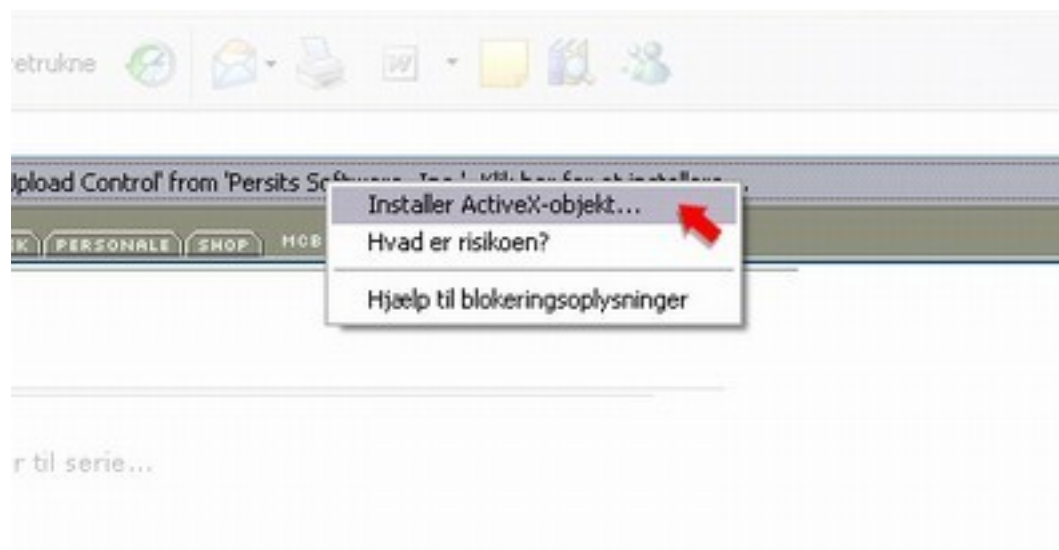 etrukne
Upload Control' from 'Persits Software, Inc.'. Klik her for at installere...
K PERSONALE SHOP MCB
Installer ActiveX-objekt...
Hvad er risikoen?
Hjælp til blokeringsoplysninger
r til serie...